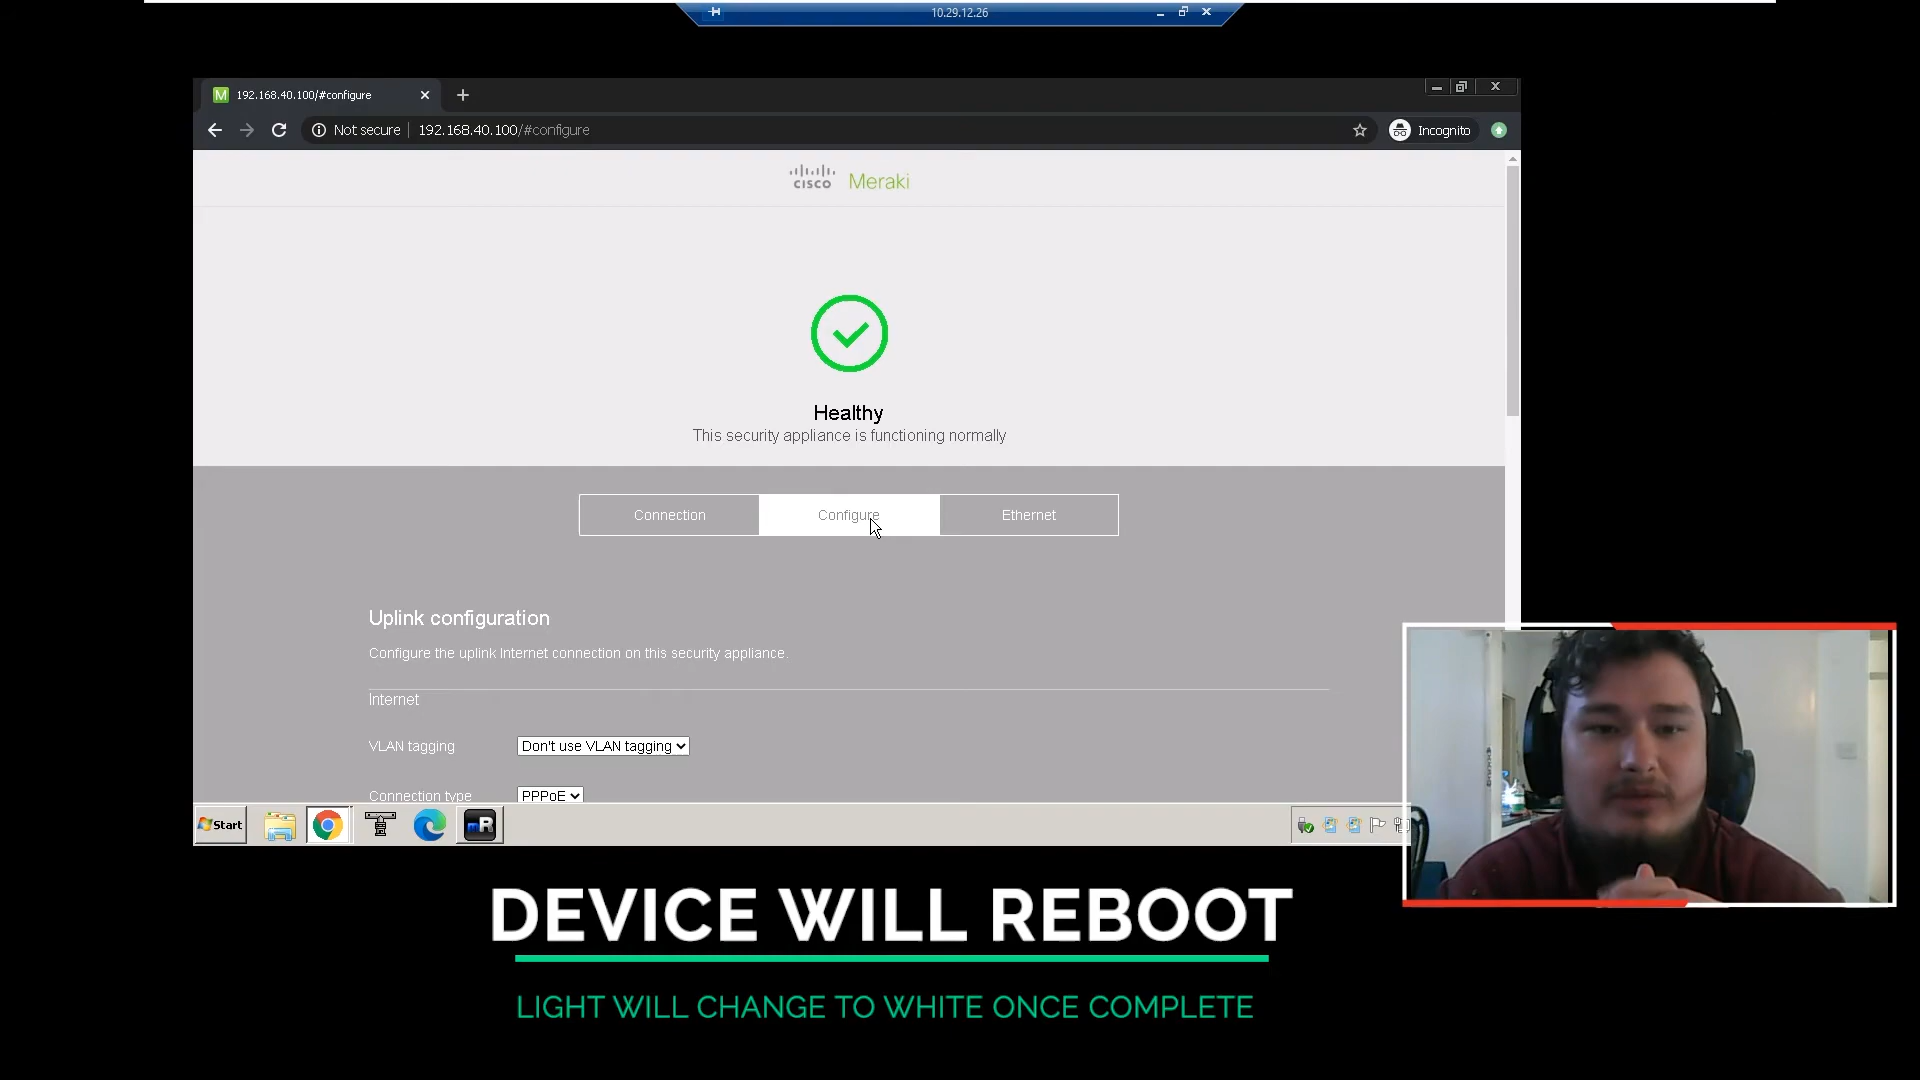 10.29.12.26
192.168.40.100/#configure
Not secure
192.168.40.100/#configure
Incognito
CISCO Meraki
Healthy
This security appliance is functioning normally
Connection
Configure
Ethernet
Uplink configuration
Configure the uplink Internet connection on this security appliance.
Internet
VLAN tagging
Don't use VLAN tagging
Connection type
PPPoE
Start
mR
DEVICE WILL REBOOT
LIGHT WILL CHANGE TO WHITE ONCE COMPLETE